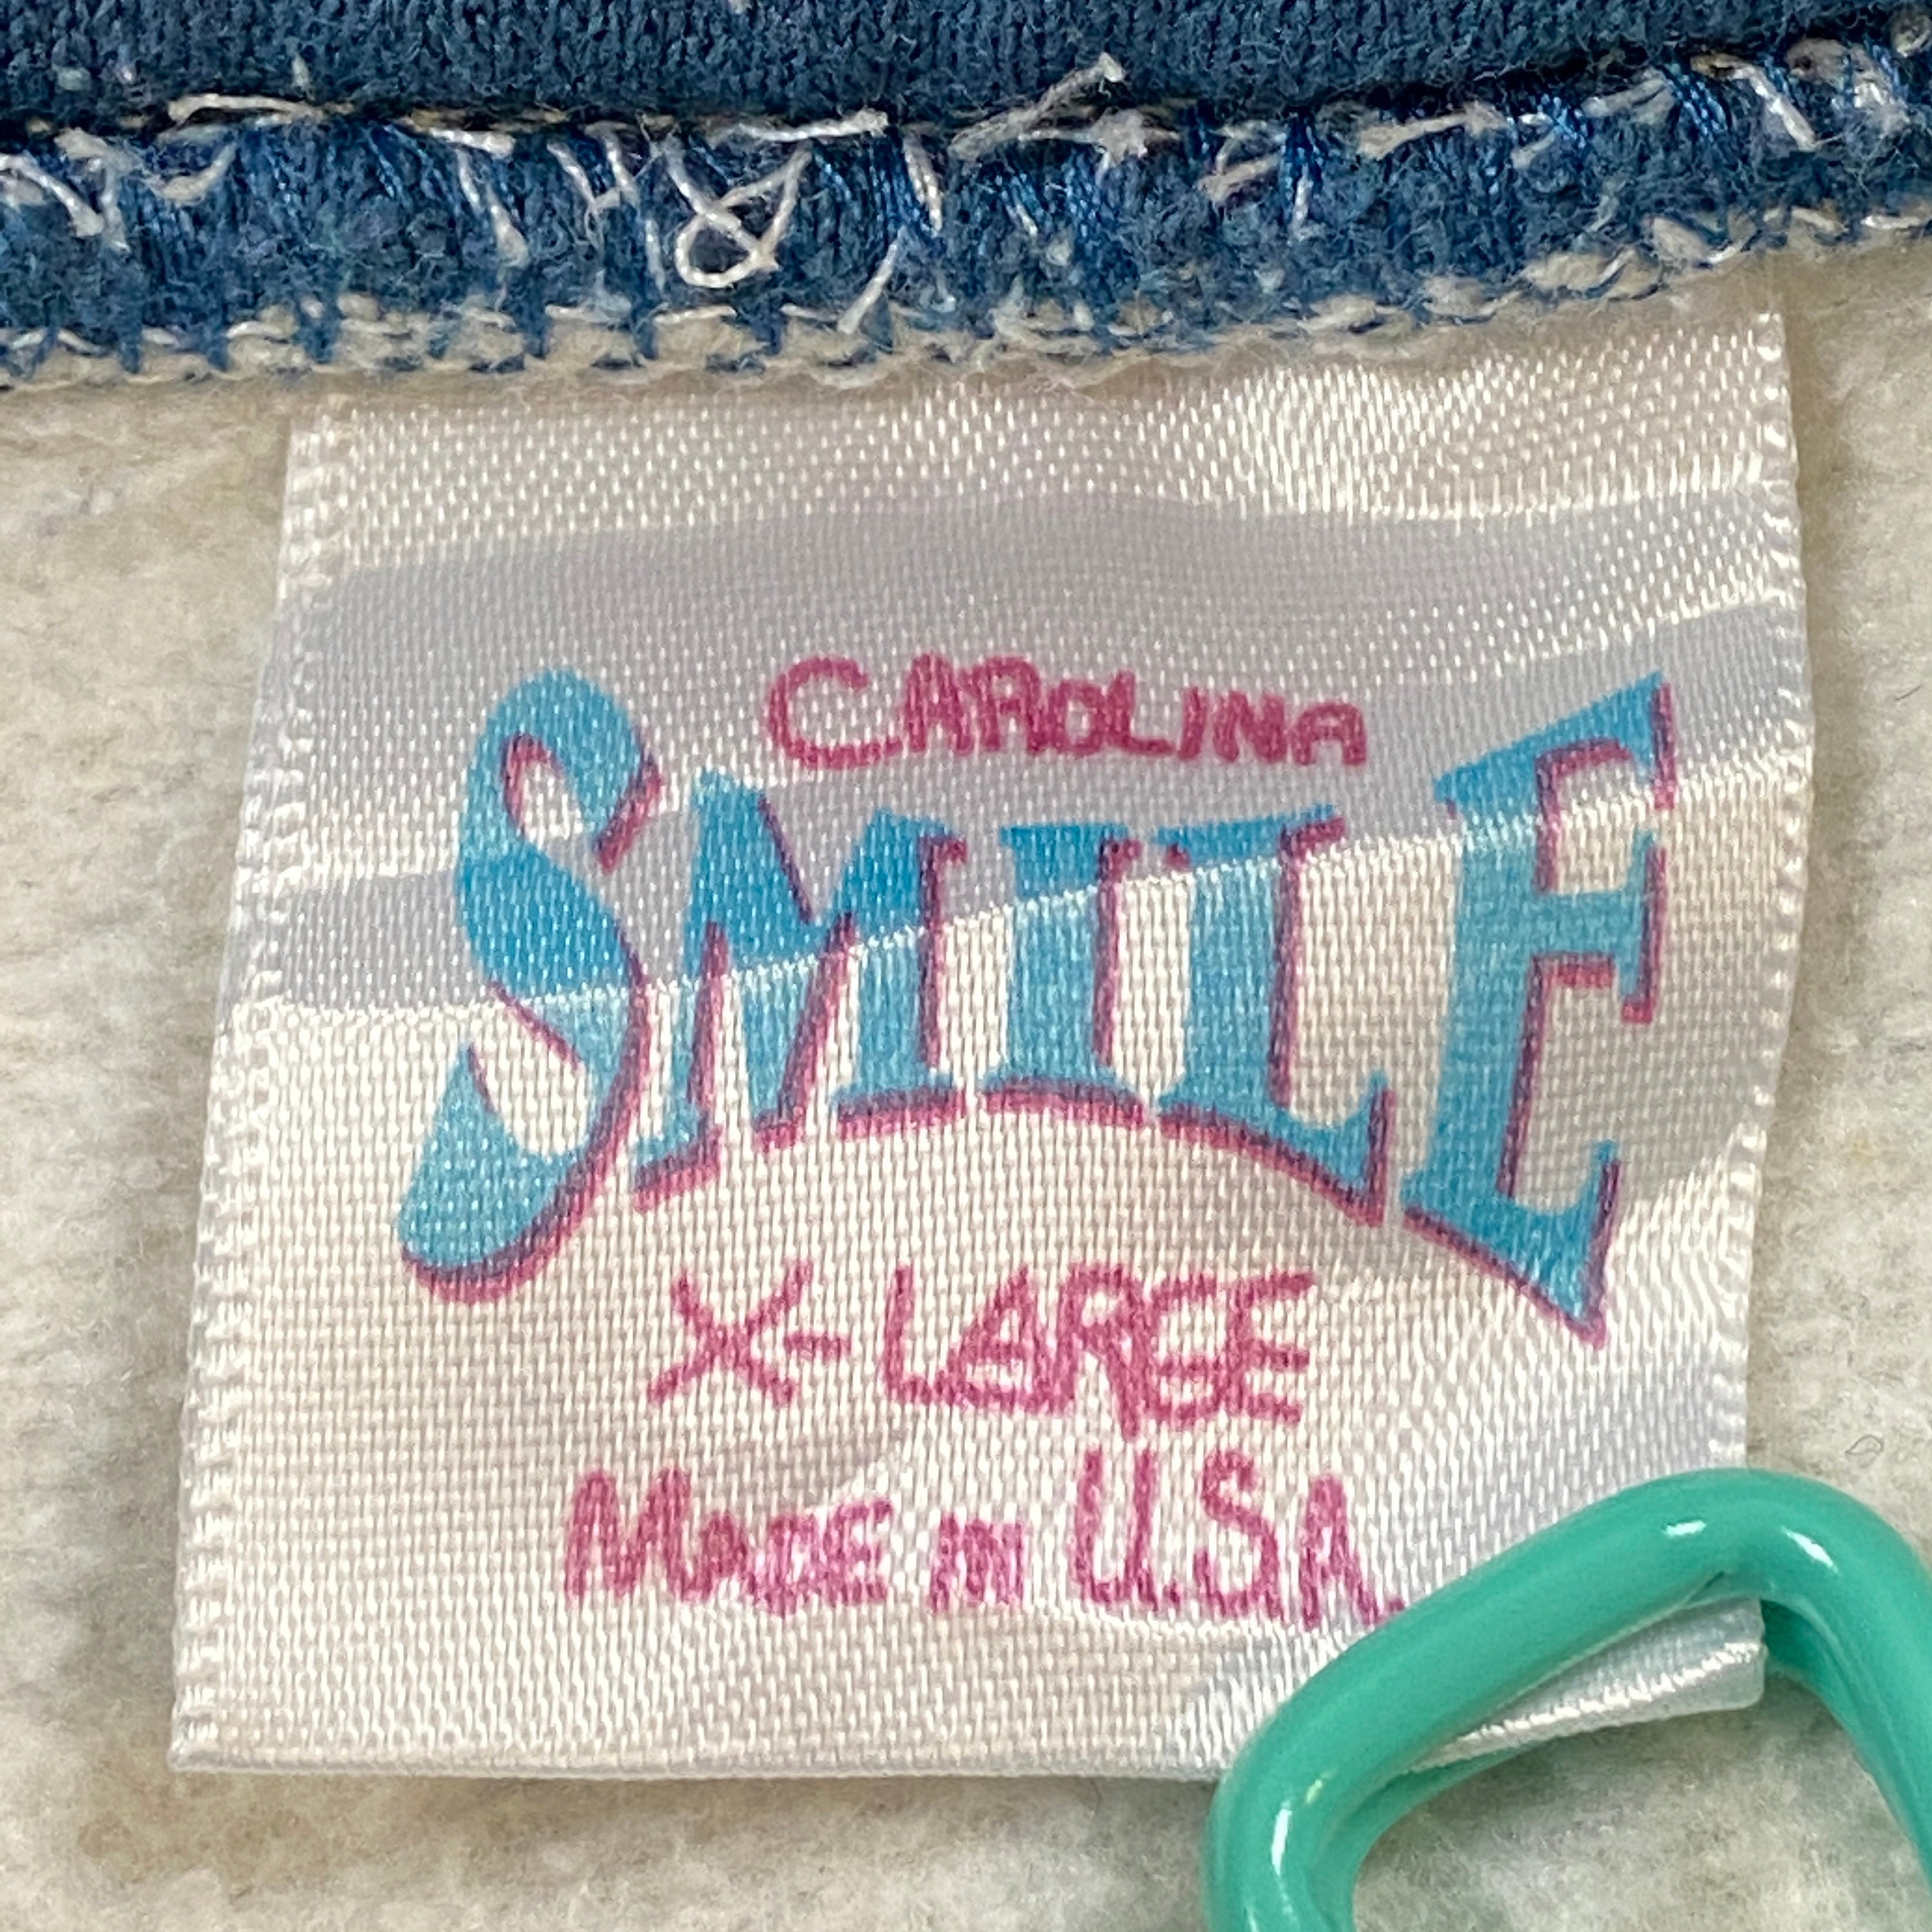 CAROLINA
SMILE
X-LARGE
MADE IN U.S.A.